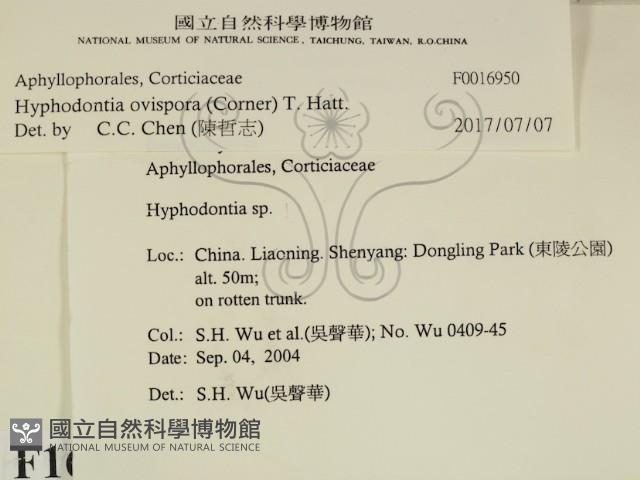 國立自然科學博物館
NATIONAL MUSEUM OF NATURAL SCIENCE, TAICHUNG, TAIWAN, R.O.CHINA
Aphyllophorales, Corticiaceae F0016950
Hyphodontia ovispora (Corner) T. Hatt.
Det. by C.C. Chen (陳哲志) 2017/07/07
Aphyllophorales, Corticiaceae
Hyphodontia sp.
Loc.: China. Liaoning. Shenyang: Dongling Park (東陵公園)
alt. 50m;
on rotten trunk.
Col.: S.H. Wu et al.(吳聲華); No. Wu 0409-45
Date: Sep. 04, 2004
Det.: S.H. Wu(吳聲華)
國立自然科學博物館
NATIONAL MUSEUM OF NATURAL SCIENCE